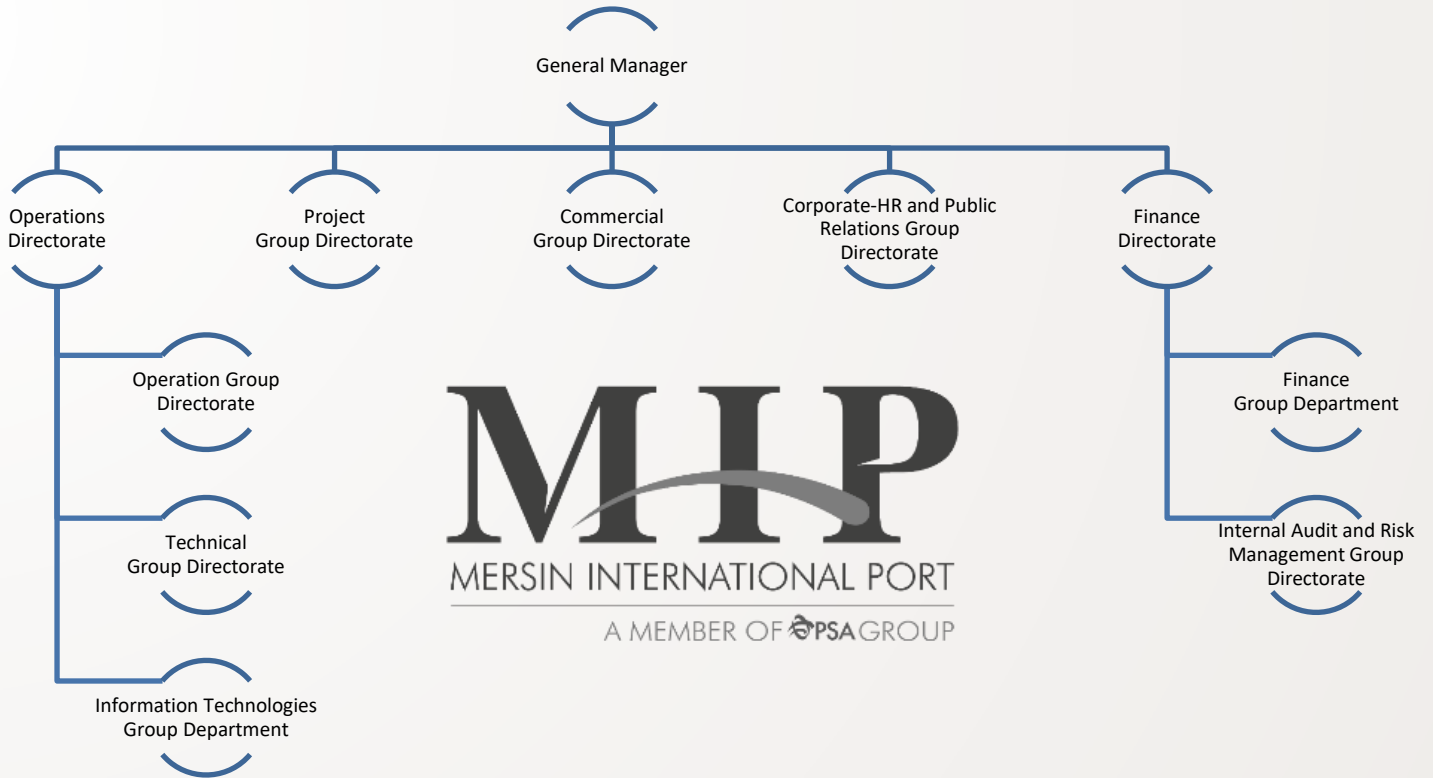 General Manager
Operations
Directorate
Project
Group Directorate
Commercial
Group Directorate
Corporate-HR and Public
Relations Group
Directorate
Finance
Directorate
Operation Group
Directorate
Technical
Group Directorate
Information Technologies
Group Department
Finance
Group Department
Internal Audit and Risk
Management Group
Directorate
MIP
MERSIN INTERNATIONAL PORT
A MEMBER OF PSA GROUP